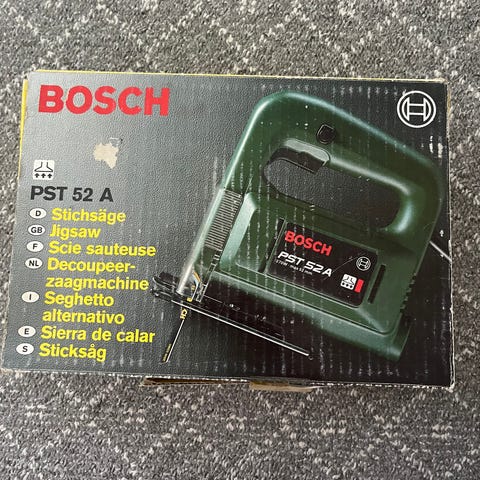 BOSCH
PST 52 A
D Stichsäge
GB Jigsaw
F Scie sauteuse
NL Decoupeer-
zaagmachine
I Seghetto
alternativo
E Sierra de calar
S Sticksåg
BOSCH
PST 52 A